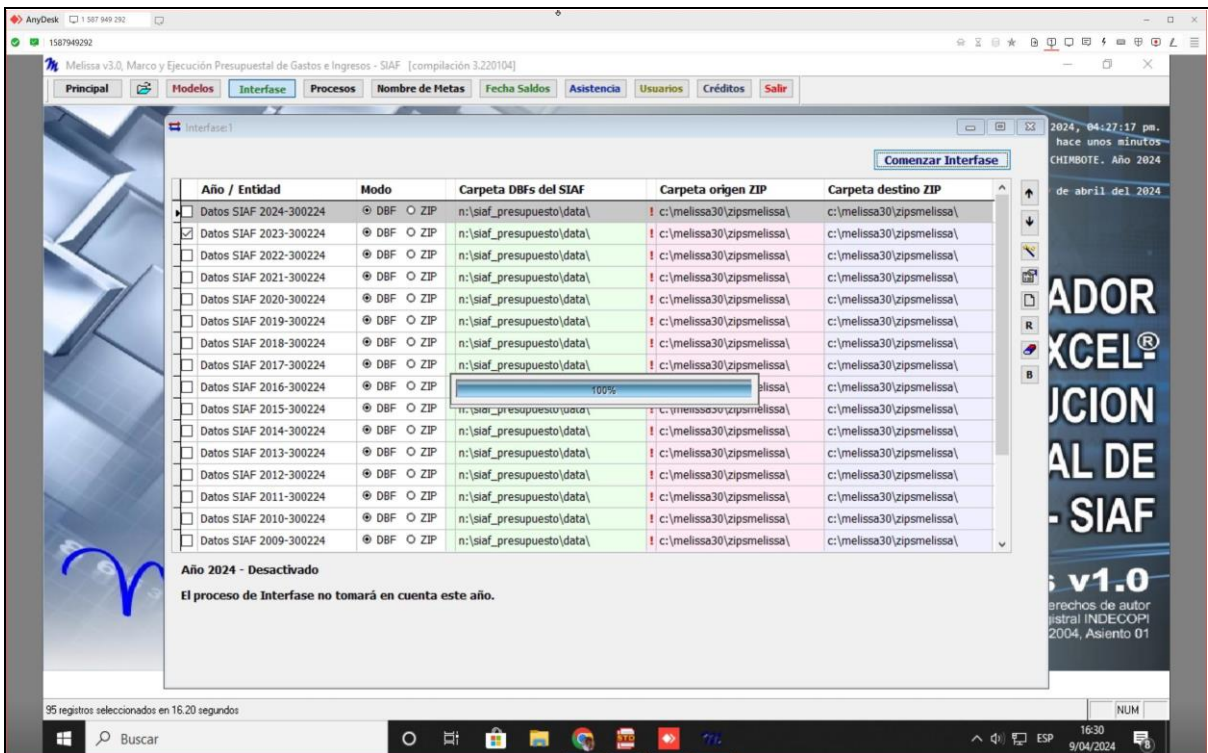 AnyDesk 1 587 949 292
1587949292
Melissa v3.0, Marco y Ejecución Presupuestal de Gastos e Ingresos - SIAF [compilación 3.220104]
Principal Modelos Interfase Procesos Nombre de Metas Fecha Saldos Asistencia Usuarios Créditos Salir
Interfase:1
2024, 04:27:17 pm.
hace unos minutos
Comenzar Interfase
CHIMBOTE. Año 2024
Año / Entidad Modo Carpeta DBFs del SIAF Carpeta origen ZIP Carpeta destino ZIP
de abril del 2024
Datos SIAF 2024-300224 DBF ZIP n:\siaf_presupuesto\data\ ! c:\melissa30\zipsmelissa\ c:\melissa30\zipsmelissa\
Datos SIAF 2023-300224 DBF ZIP n:\siaf_presupuesto\data\ ! c:\melissa30\zipsmelissa\ c:\melissa30\zipsmelissa\
Datos SIAF 2022-300224 DBF ZIP n:\siaf_presupuesto\data\ ! c:\melissa30\zipsmelissa\ c:\melissa30\zipsmelissa\
Datos SIAF 2021-300224 DBF ZIP n:\siaf_presupuesto\data\ ! c:\melissa30\zipsmelissa\ c:\melissa30\zipsmelissa\
Datos SIAF 2020-300224 DBF ZIP n:\siaf_presupuesto\data\ ! c:\melissa30\zipsmelissa\ c:\melissa30\zipsmelissa\
ADOR
Datos SIAF 2019-300224 DBF ZIP n:\siaf_presupuesto\data\ ! c:\melissa30\zipsmelissa\ c:\melissa30\zipsmelissa\
R
Datos SIAF 2018-300224 DBF ZIP n:\siaf_presupuesto\data\ ! c:\melissa30\zipsmelissa\ c:\melissa30\zipsmelissa\
XCEL®
Datos SIAF 2017-300224 DBF ZIP n:\siaf_presupuesto\data\ ! c:\melissa30\zipsmelissa\ c:\melissa30\zipsmelissa\
B
Datos SIAF 2016-300224 DBF ZIP 100% elissa\ c:\melissa30\zipsmelissa\
Datos SIAF 2015-300224 DBF ZIP n:\siaf_presupuesto\data\ ! c:\melissa30\zipsmelissa\ c:\melissa30\zipsmelissa\
UCION
Datos SIAF 2014-300224 DBF ZIP n:\siaf_presupuesto\data\ ! c:\melissa30\zipsmelissa\ c:\melissa30\zipsmelissa\
Datos SIAF 2013-300224 DBF ZIP n:\siaf_presupuesto\data\ ! c:\melissa30\zipsmelissa\ c:\melissa30\zipsmelissa\
AL DE
Datos SIAF 2012-300224 DBF ZIP n:\siaf_presupuesto\data\ ! c:\melissa30\zipsmelissa\ c:\melissa30\zipsmelissa\
Datos SIAF 2011-300224 DBF ZIP n:\siaf_presupuesto\data\ ! c:\melissa30\zipsmelissa\ c:\melissa30\zipsmelissa\
Datos SIAF 2010-300224 DBF ZIP n:\siaf_presupuesto\data\ ! c:\melissa30\zipsmelissa\ c:\melissa30\zipsmelissa\
- SIAF
Datos SIAF 2009-300224 DBF ZIP n:\siaf_presupuesto\data\ ! c:\melissa30\zipsmelissa\ c:\melissa30\zipsmelissa\
Año 2024 - Desactivado
El proceso de Interfase no tomará en cuenta este año.
s v1.0
erechos de autor
gistral INDECOPI
2004, Asiento 01
95 registros seleccionados en 16.20 segundos
NUM
Buscar
ESP
16:30
9/04/2024